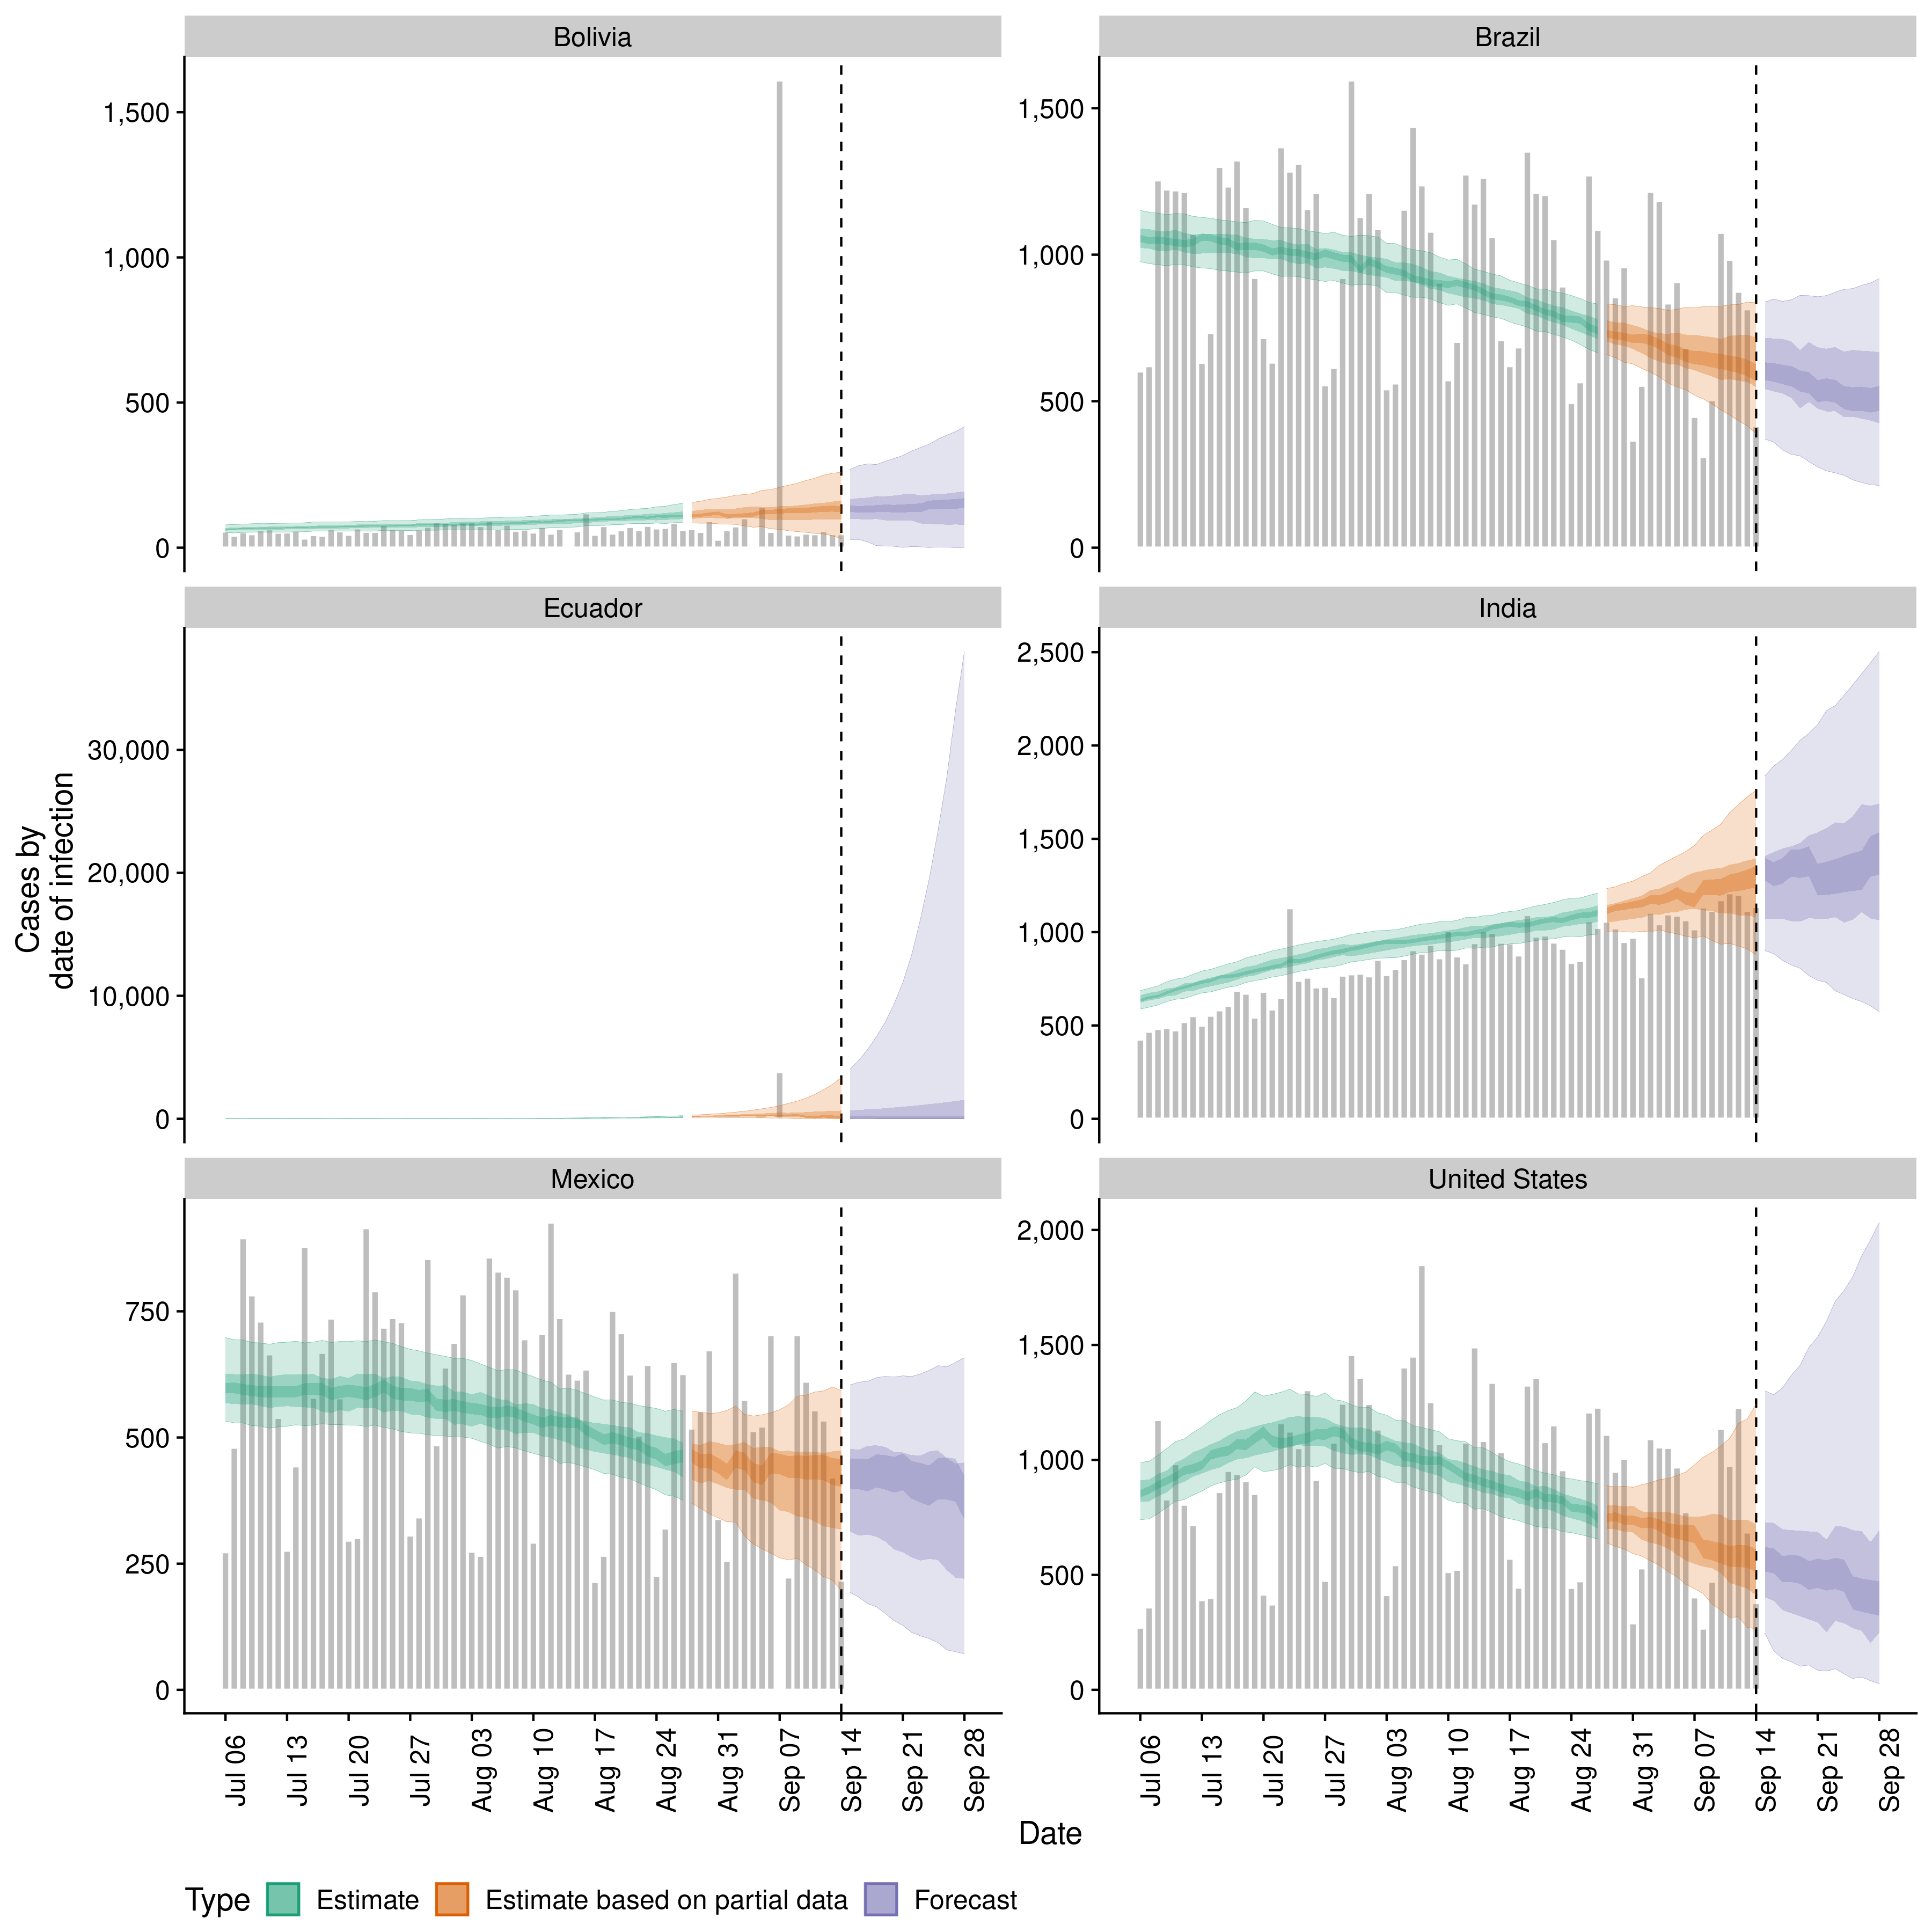 Bolivia
Brazil
1,500
1,000
500
0
1,500
1,000
500
0
Ecuador
India
30,000
20,000
10,000
0
2,500
2,000
1,500
1,000
500
0
Cases by
date of infection
Mexico
United States
750
500
250
0
2,000
1,500
1,000
500
0
Jul 06
Jul 13
Jul 20
Jul 27
Aug 03
Aug 10
Aug 17
Aug 24
Aug 31
Sep 07
Sep 14
Sep 21
Sep 28
Jul 06
Jul 13
Jul 20
Jul 27
Aug 03
Aug 10
Aug 17
Aug 24
Aug 31
Sep 07
Sep 14
Sep 21
Sep 28
Date
Type Estimate Estimate based on partial data Forecast